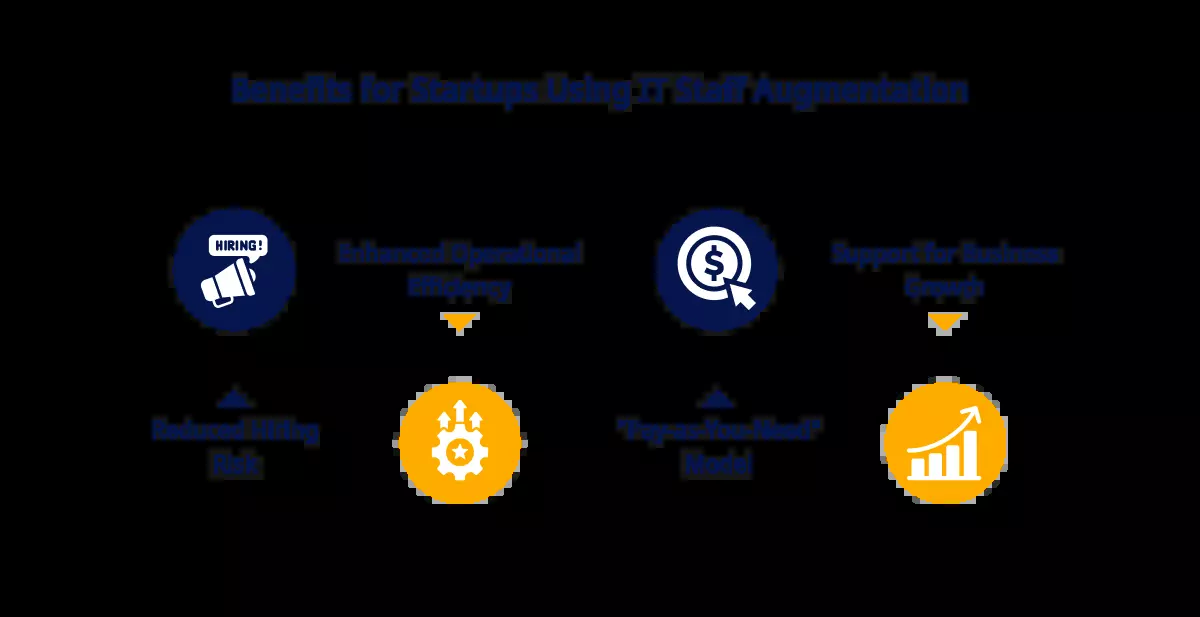 Benefits for Startups Using IT Staff Augmentation
HIRING!
Enhanced Operational
Efficiency
$
Support for Business
Growth
Reduced Hiring
Risk
"Pay-as-You-Need"
Model